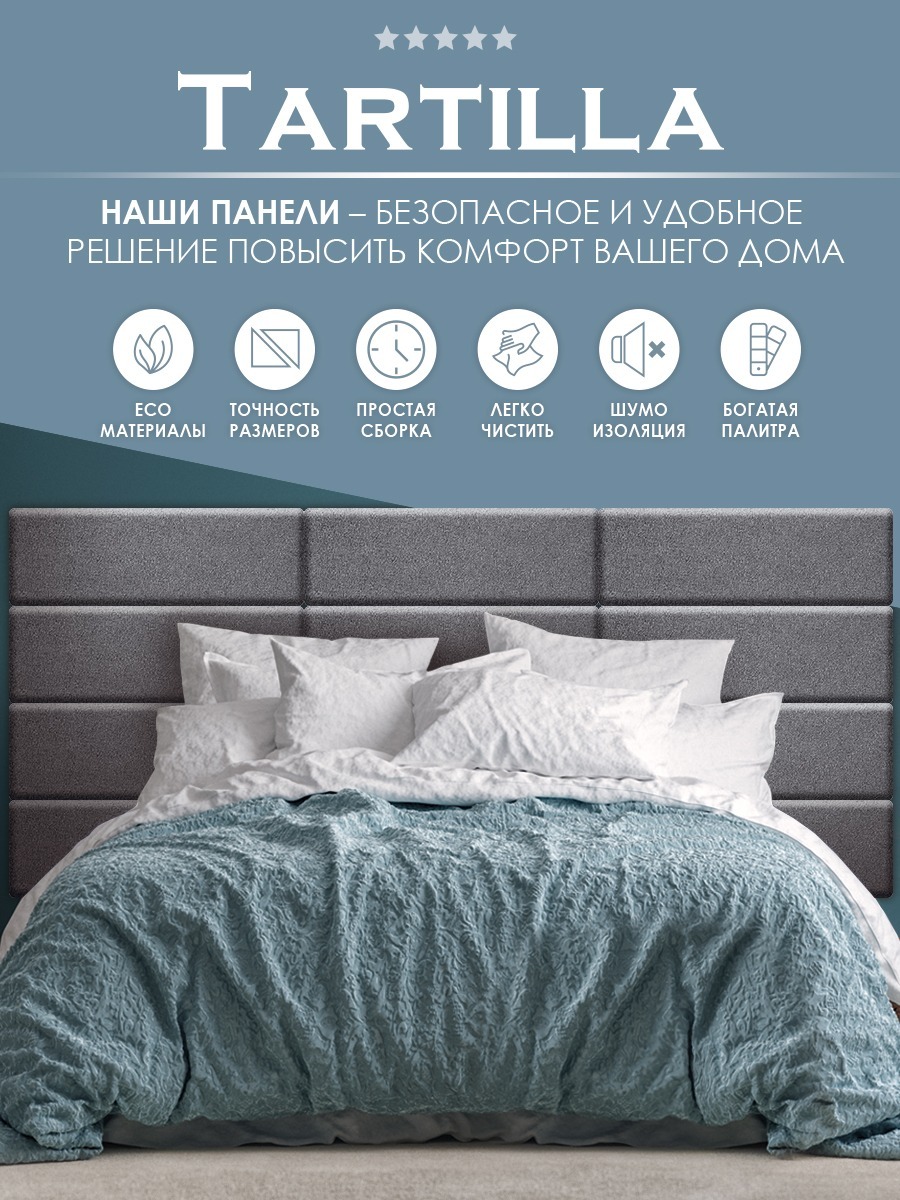 TARTILLA
НАШИ ПАНЕЛИ – БЕЗОПАСНОЕ И УДОБНОЕ
РЕШЕНИЕ ПОВЫСИТЬ КОМФОРТ ВАШЕГО ДОМА
ECO
МАТЕРИАЛЫ
ТОЧНОСТЬ
РАЗМЕРОВ
ПРОСТАЯ
СБОРКА
ЛЕГКО
ЧИСТИТЬ
ШУМО
ИЗОЛЯЦИЯ
БОГАТАЯ
ПАЛИТРА